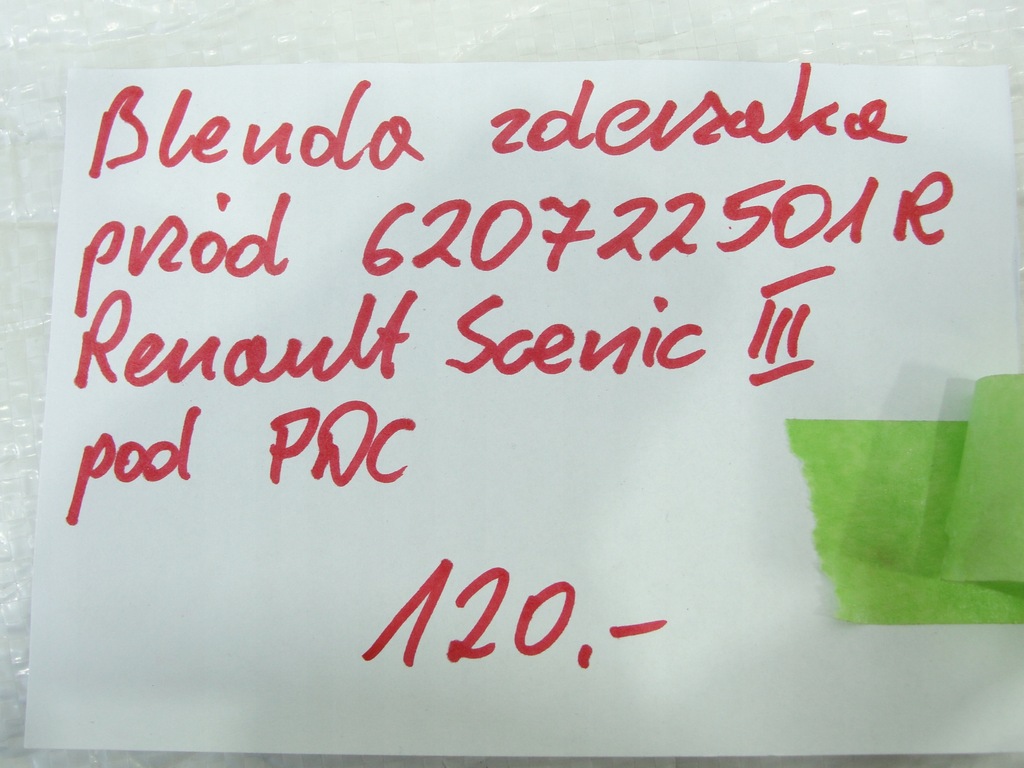 Blenda zderzaka
przód 620722501R
Renault Scenic III
pod PDC
120.-